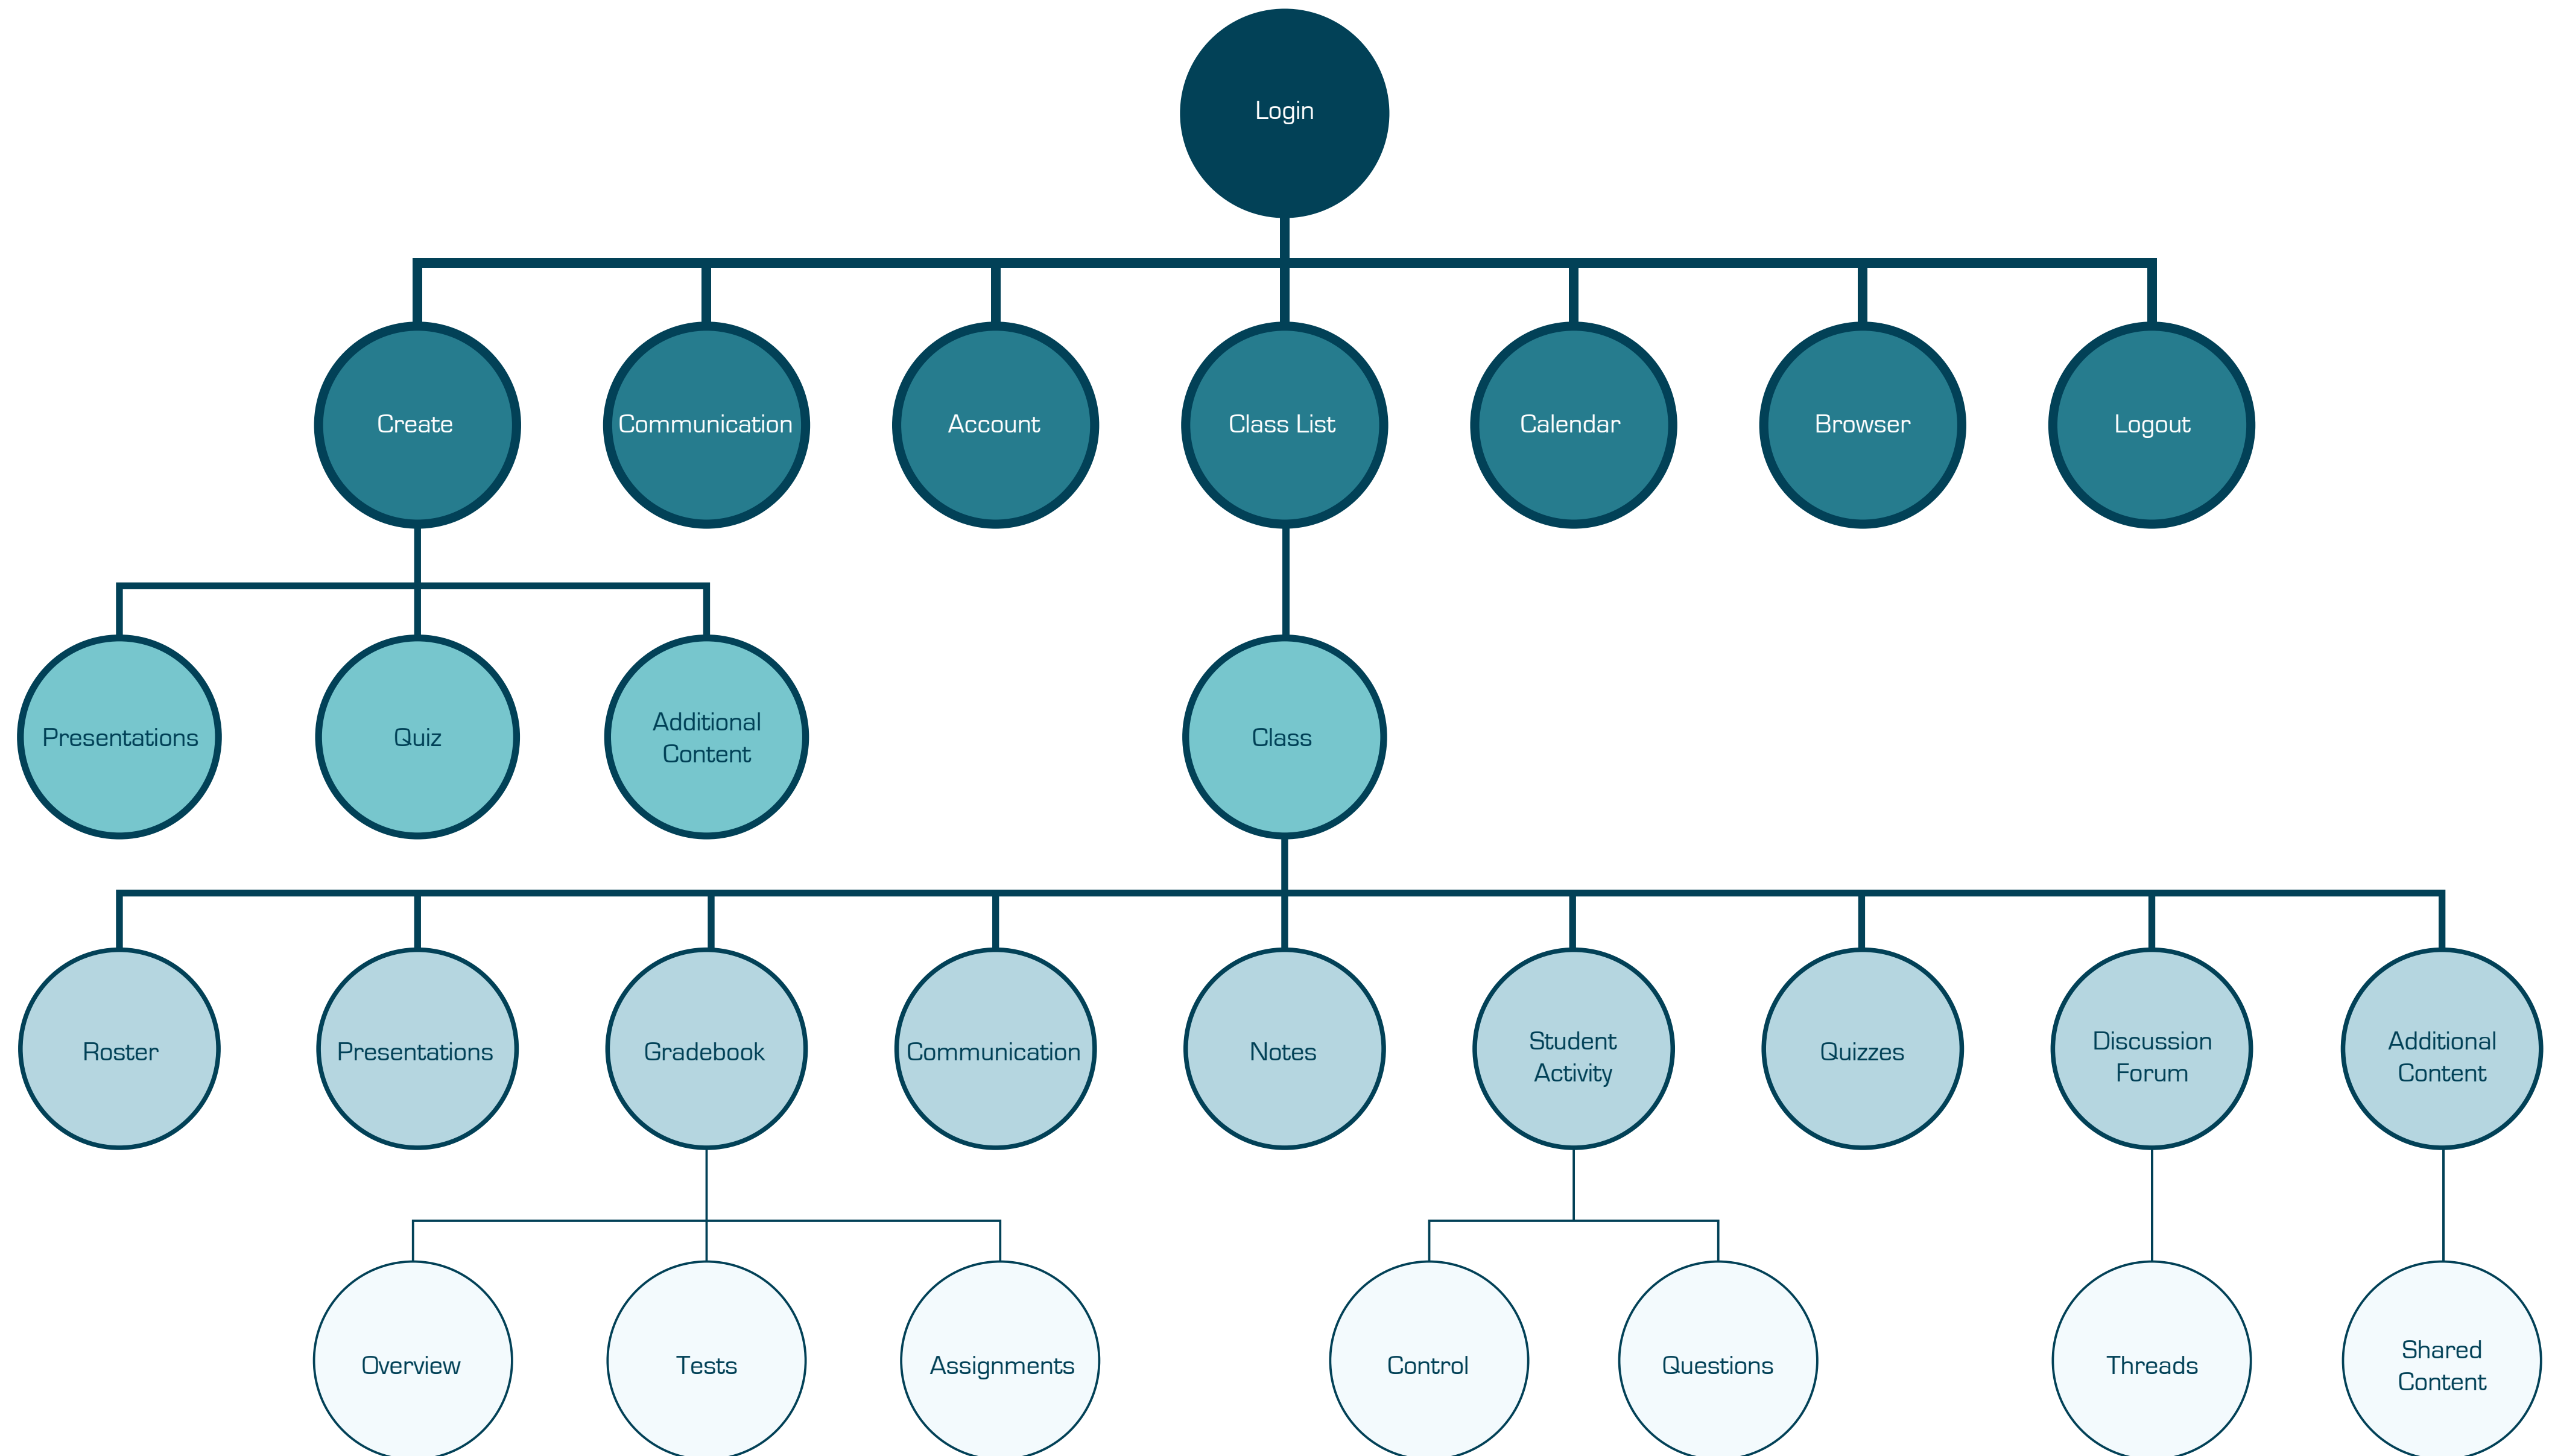 Login
Create
Communication
Account
Class List
Calendar
Browser
Logout
Presentations
Quiz
Additional
Content
Class
Roster
Presentations
Gradebook
Communication
Notes
Student
Activity
Quizzes
Discussion
Forum
Additional
Content
Overview
Tests
Assignments
Control
Questions
Threads
Shared
Content